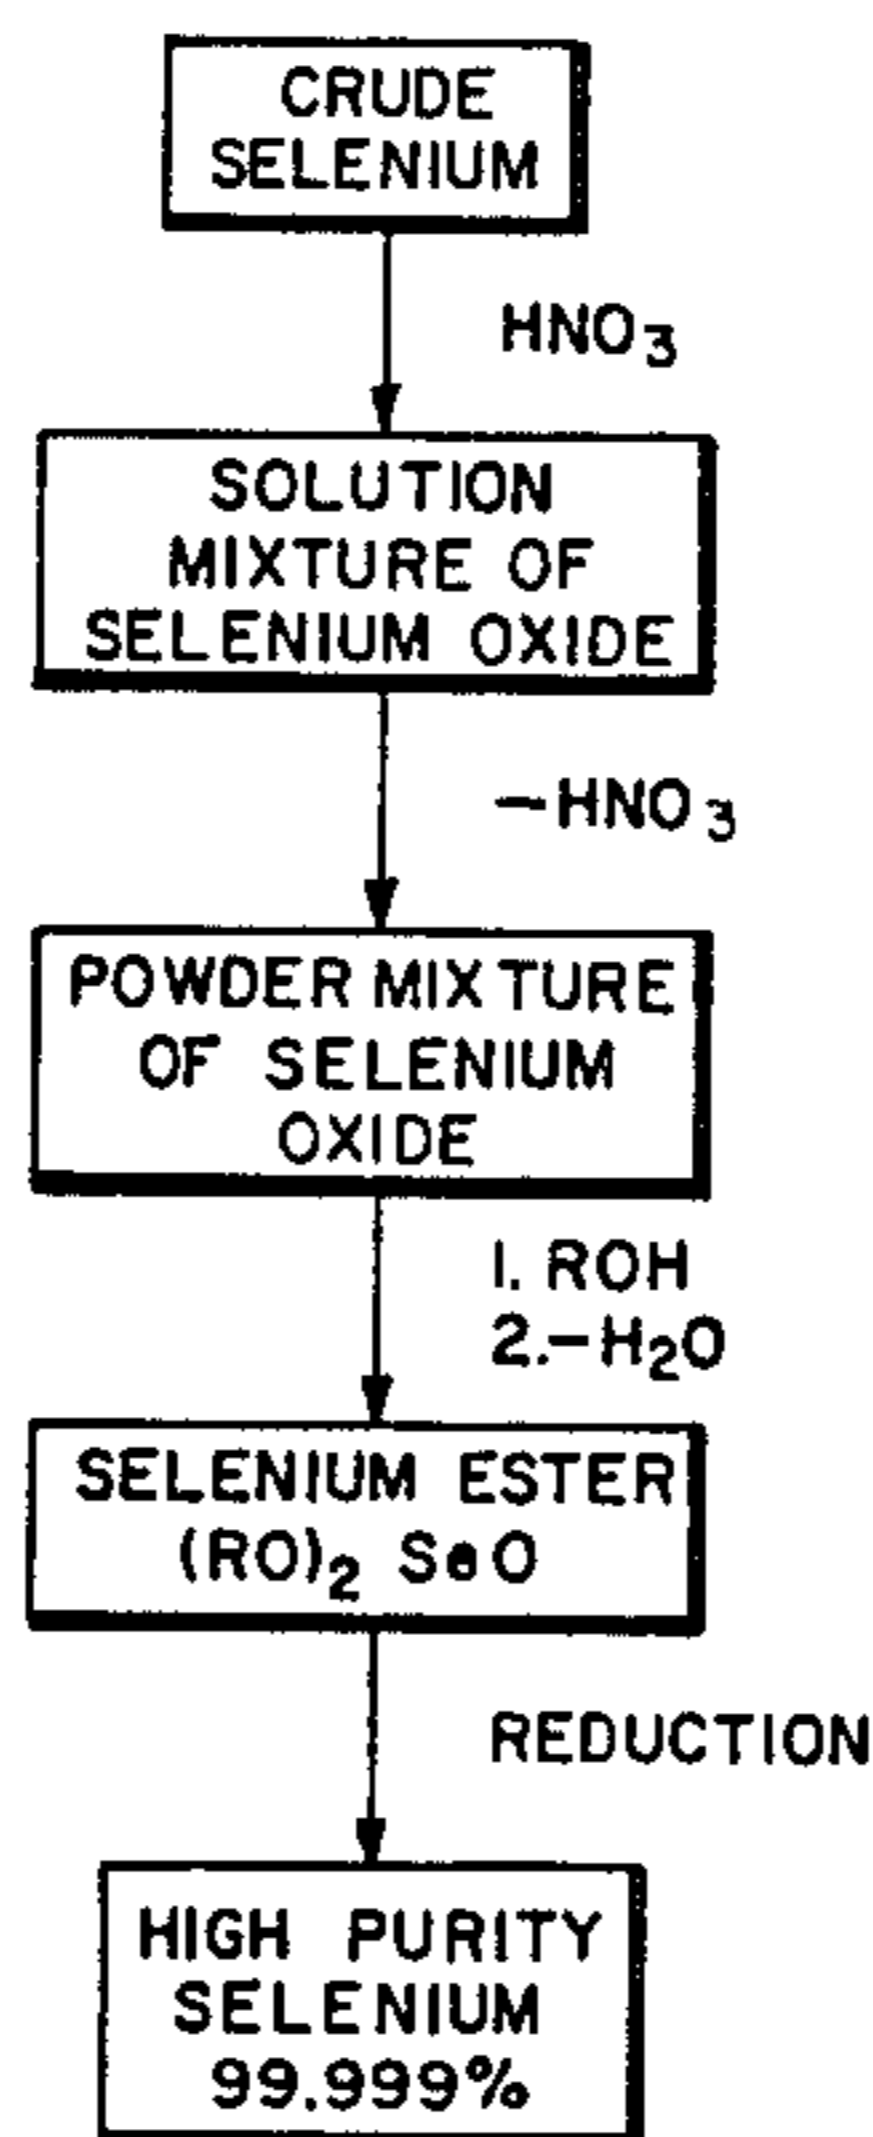 CRUDE
SELENIUM
HNO3
SOLUTION
MIXTURE OF
SELENIUM OXIDE
-HNO3
POWDER MIXTURE
OF SELENIUM
OXIDE
1. ROH
2.-H2O
SELENIUM ESTER
(RO)2 SeO
REDUCTION
HIGH PURITY
SELENIUM
99.999%